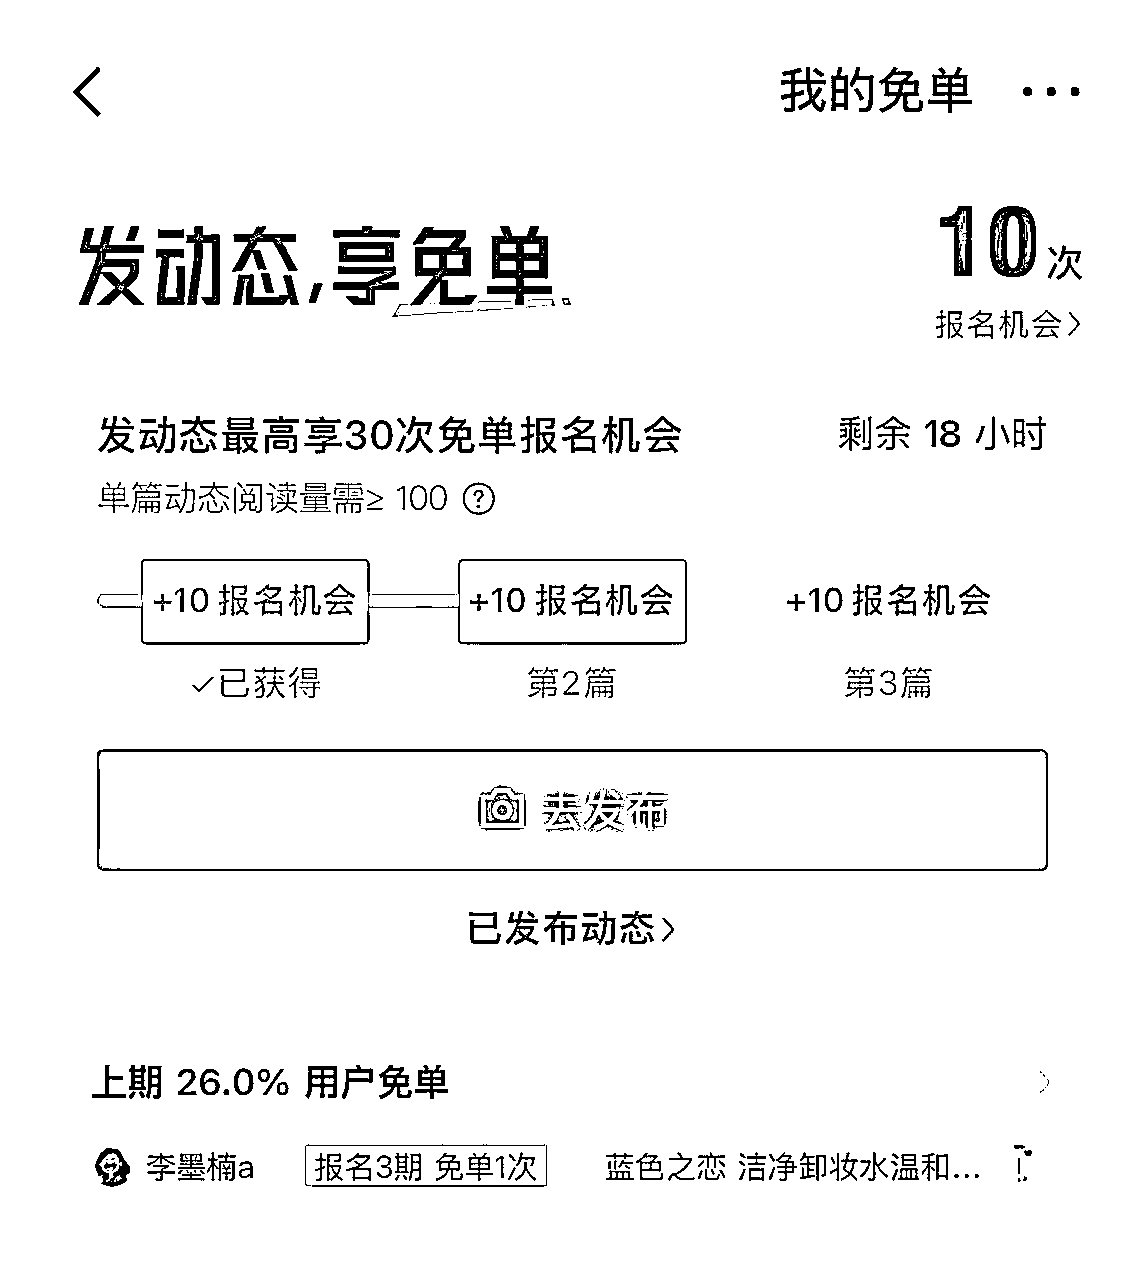 我的免单 ···
发动态,享免单
10次
报名机会>
发动态最高享30次免单报名机会 剩余 18 小时
单篇动态阅读量需≥ 100 ?
+10 报名机会 +10 报名机会 +10 报名机会
✓已获得 第2篇 第3篇
去发布
已发布动态>
上期 26.0% 用户免单
李墨楠a 报名3期 免单1次 蓝色之恋 洁净卸妆水温和...